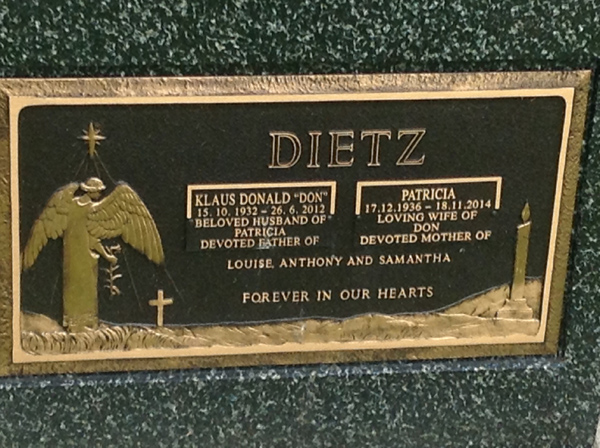 DIETZ
KLAUS DONALD "DON"
15.10.1932 - 26.6.2012
BELOVED HUSBAND OF
PATRICIA
DEVOTED FATHER OF
PATRICIA
17.12.1936 - 18.11.2014
LOVING WIFE OF
DON
DEVOTED MOTHER OF
LOUISE, ANTHONY AND SAMANTHA
FOREVER IN OUR HEARTS